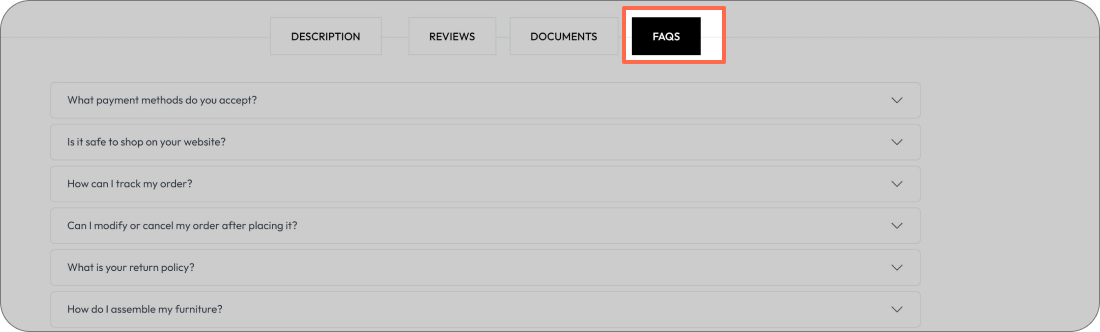 DESCRIPTION
REVIEWS
DOCUMENTS
FAQS
What payment methods do you accept?
Is it safe to shop on your website?
How can I track my order?
Can I modify or cancel my order after placing it?
What is your return policy?
How do I assemble my furniture?